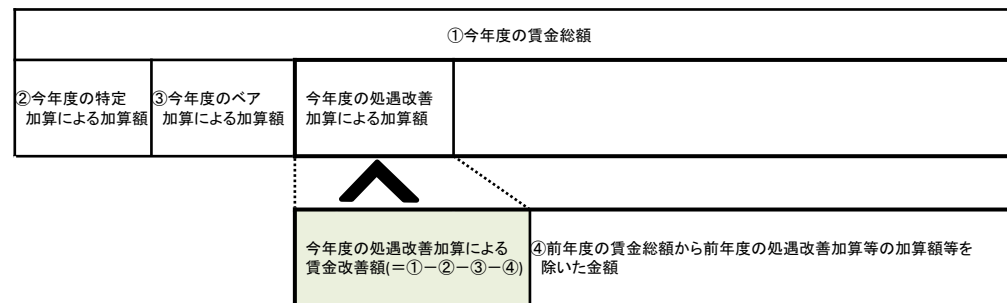 ①今年度の賃金総額
②今年度の特定
加算による加算額
③今年度のベア
加算による加算額
今年度の処遇改善
加算による加算額
今年度の処遇改善加算による
賃金改善額(＝①－②－③－④)
④前年度の賃金総額から前年度の処遇改善加算等の加算額等を
除いた金額